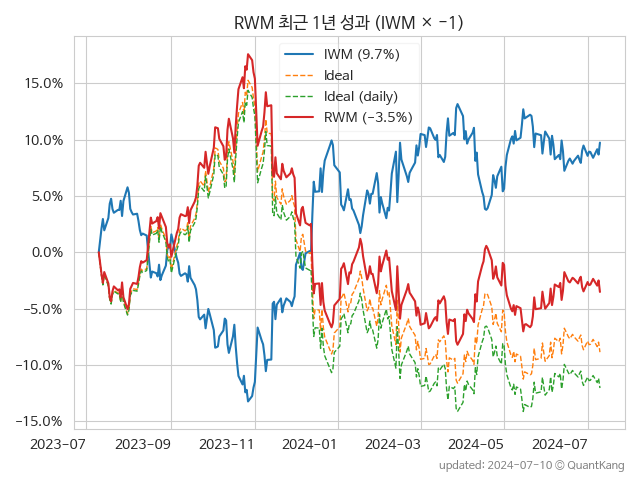 RWM 최근 1년 성과 (IWM × −1)
IWM (9.7%)
Ideal
Ideal (daily)
RWM (−3.5%)
15.0%
10.0%
5.0%
0.0%
−5.0%
−10.0%
−15.0%
2023-07
2023-09
2023-11
2024-01
2024-03
2024-05
2024-07
updated: 2024-07-10 © QuantKang